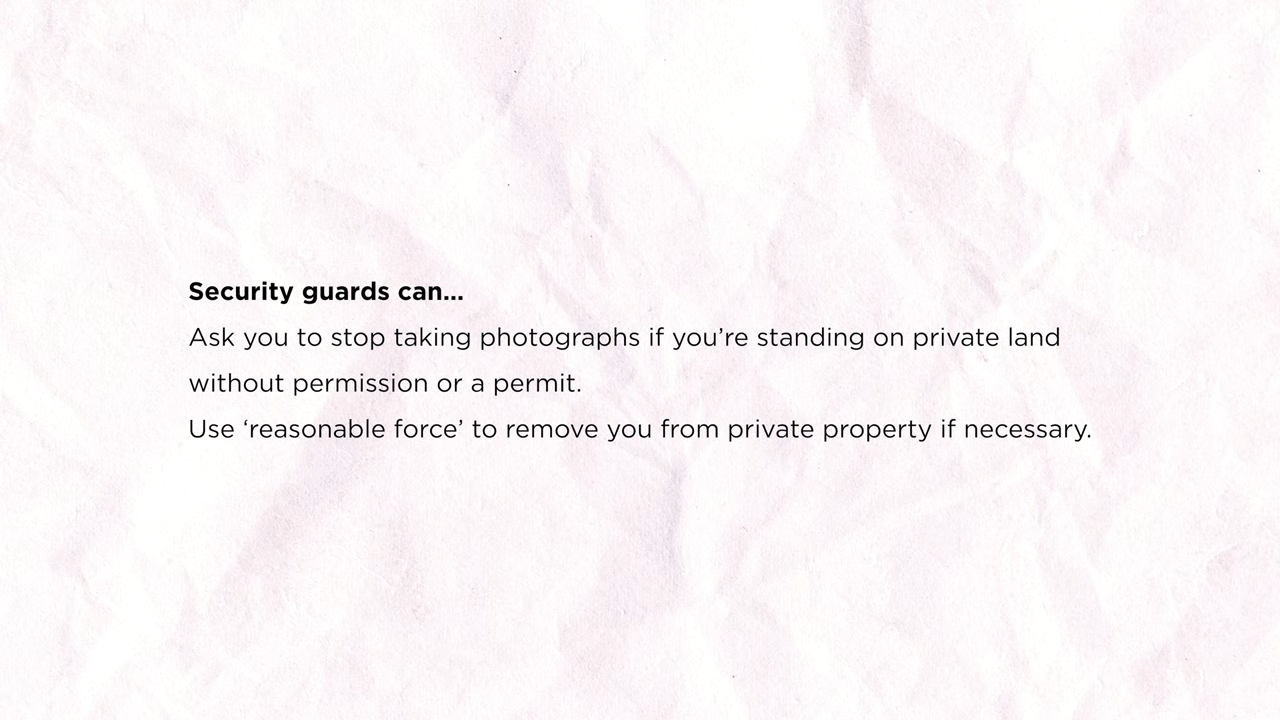 Security guards can...
Ask you to stop taking photographs if you’re standing on private land
without permission or a permit.
Use ‘reasonable force’ to remove you from private property if necessary.